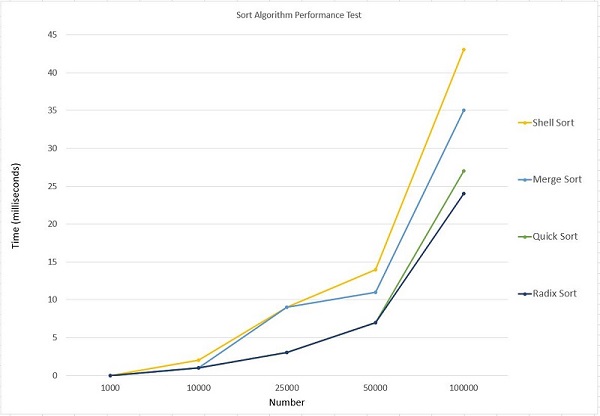 Sort Algorithm Performance Test
45
40
35
30
25
20
15
10
5
0
Time (milliseconds)
1000 10000 25000 50000 100000
Number
Shell Sort
Merge Sort
Quick Sort
Radix Sort